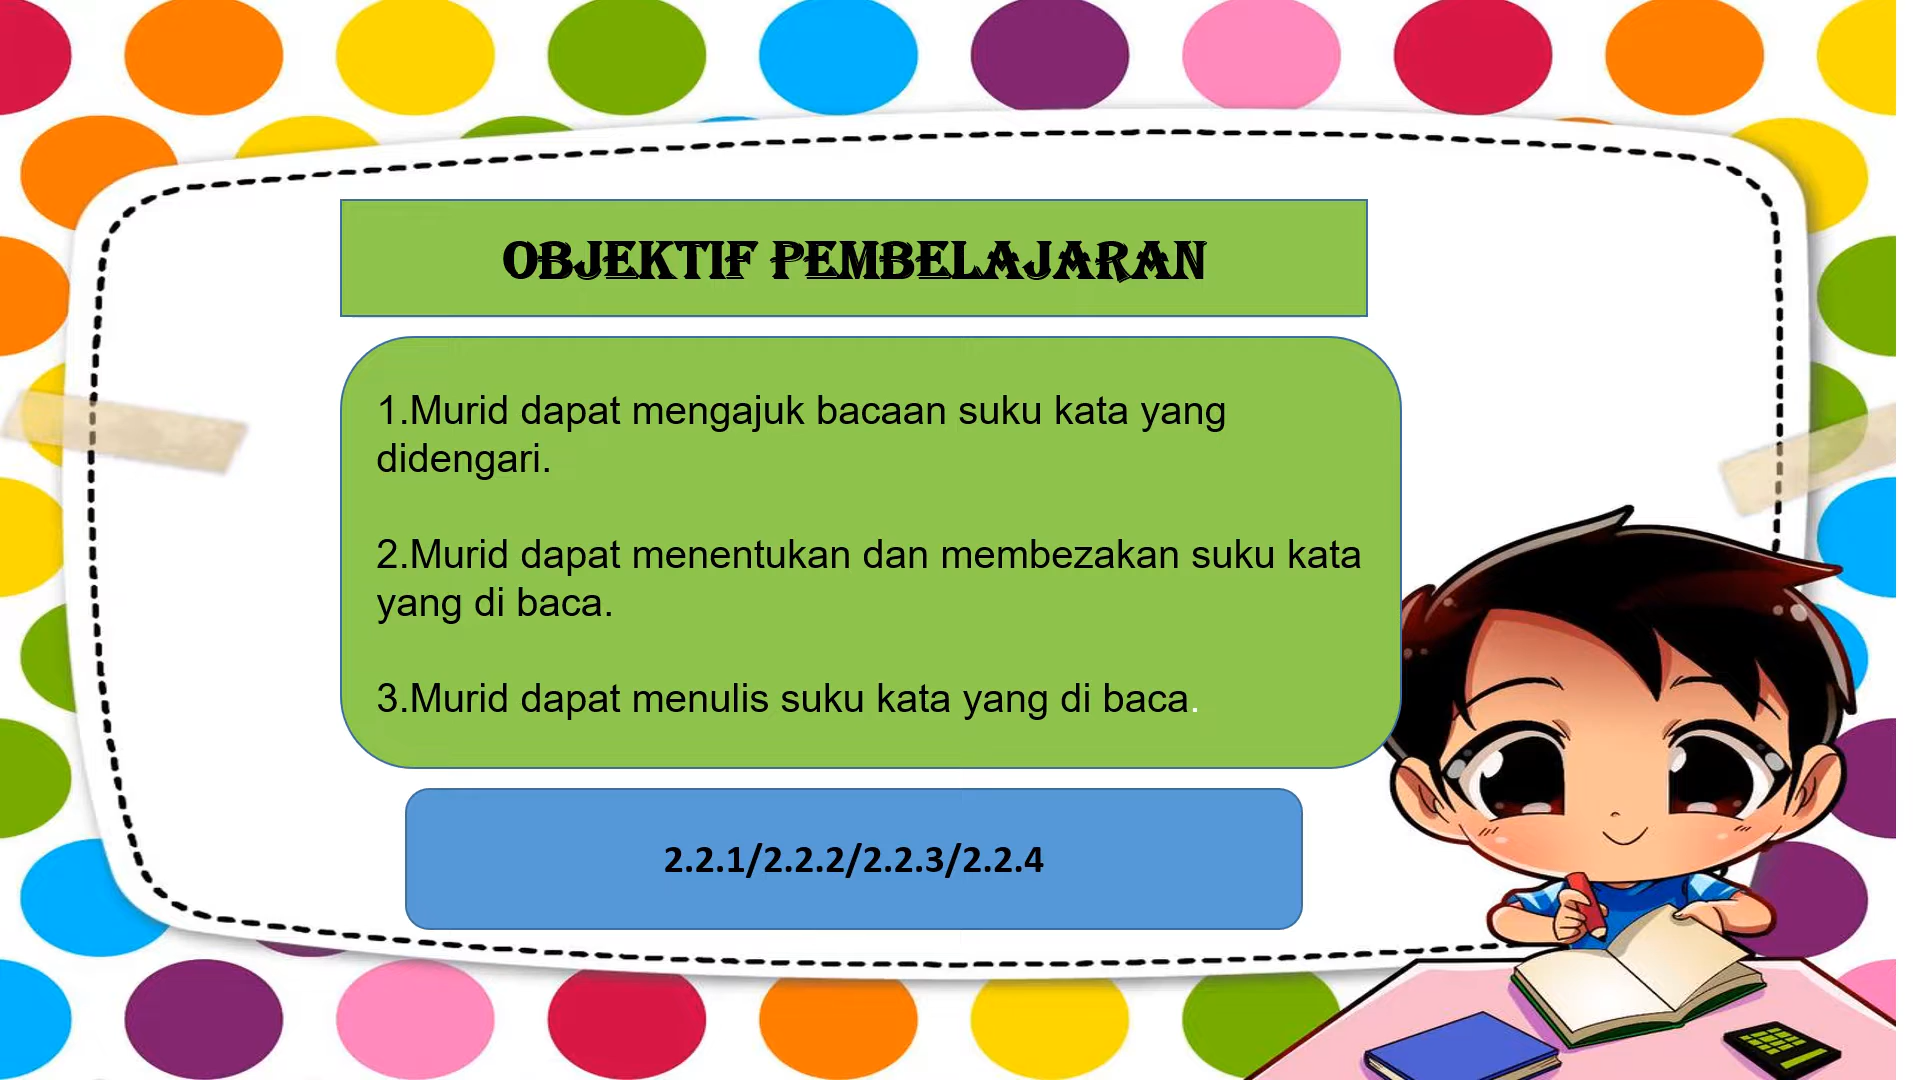 OBJEKTIF PEMBELAJARAN
1.Murid dapat mengajuk bacaan suku kata yang
didengari.
2.Murid dapat menentukan dan membezakan suku kata
yang di baca.
3.Murid dapat menulis suku kata yang di baca.
2.2.1/2.2.2/2.2.3/2.2.4